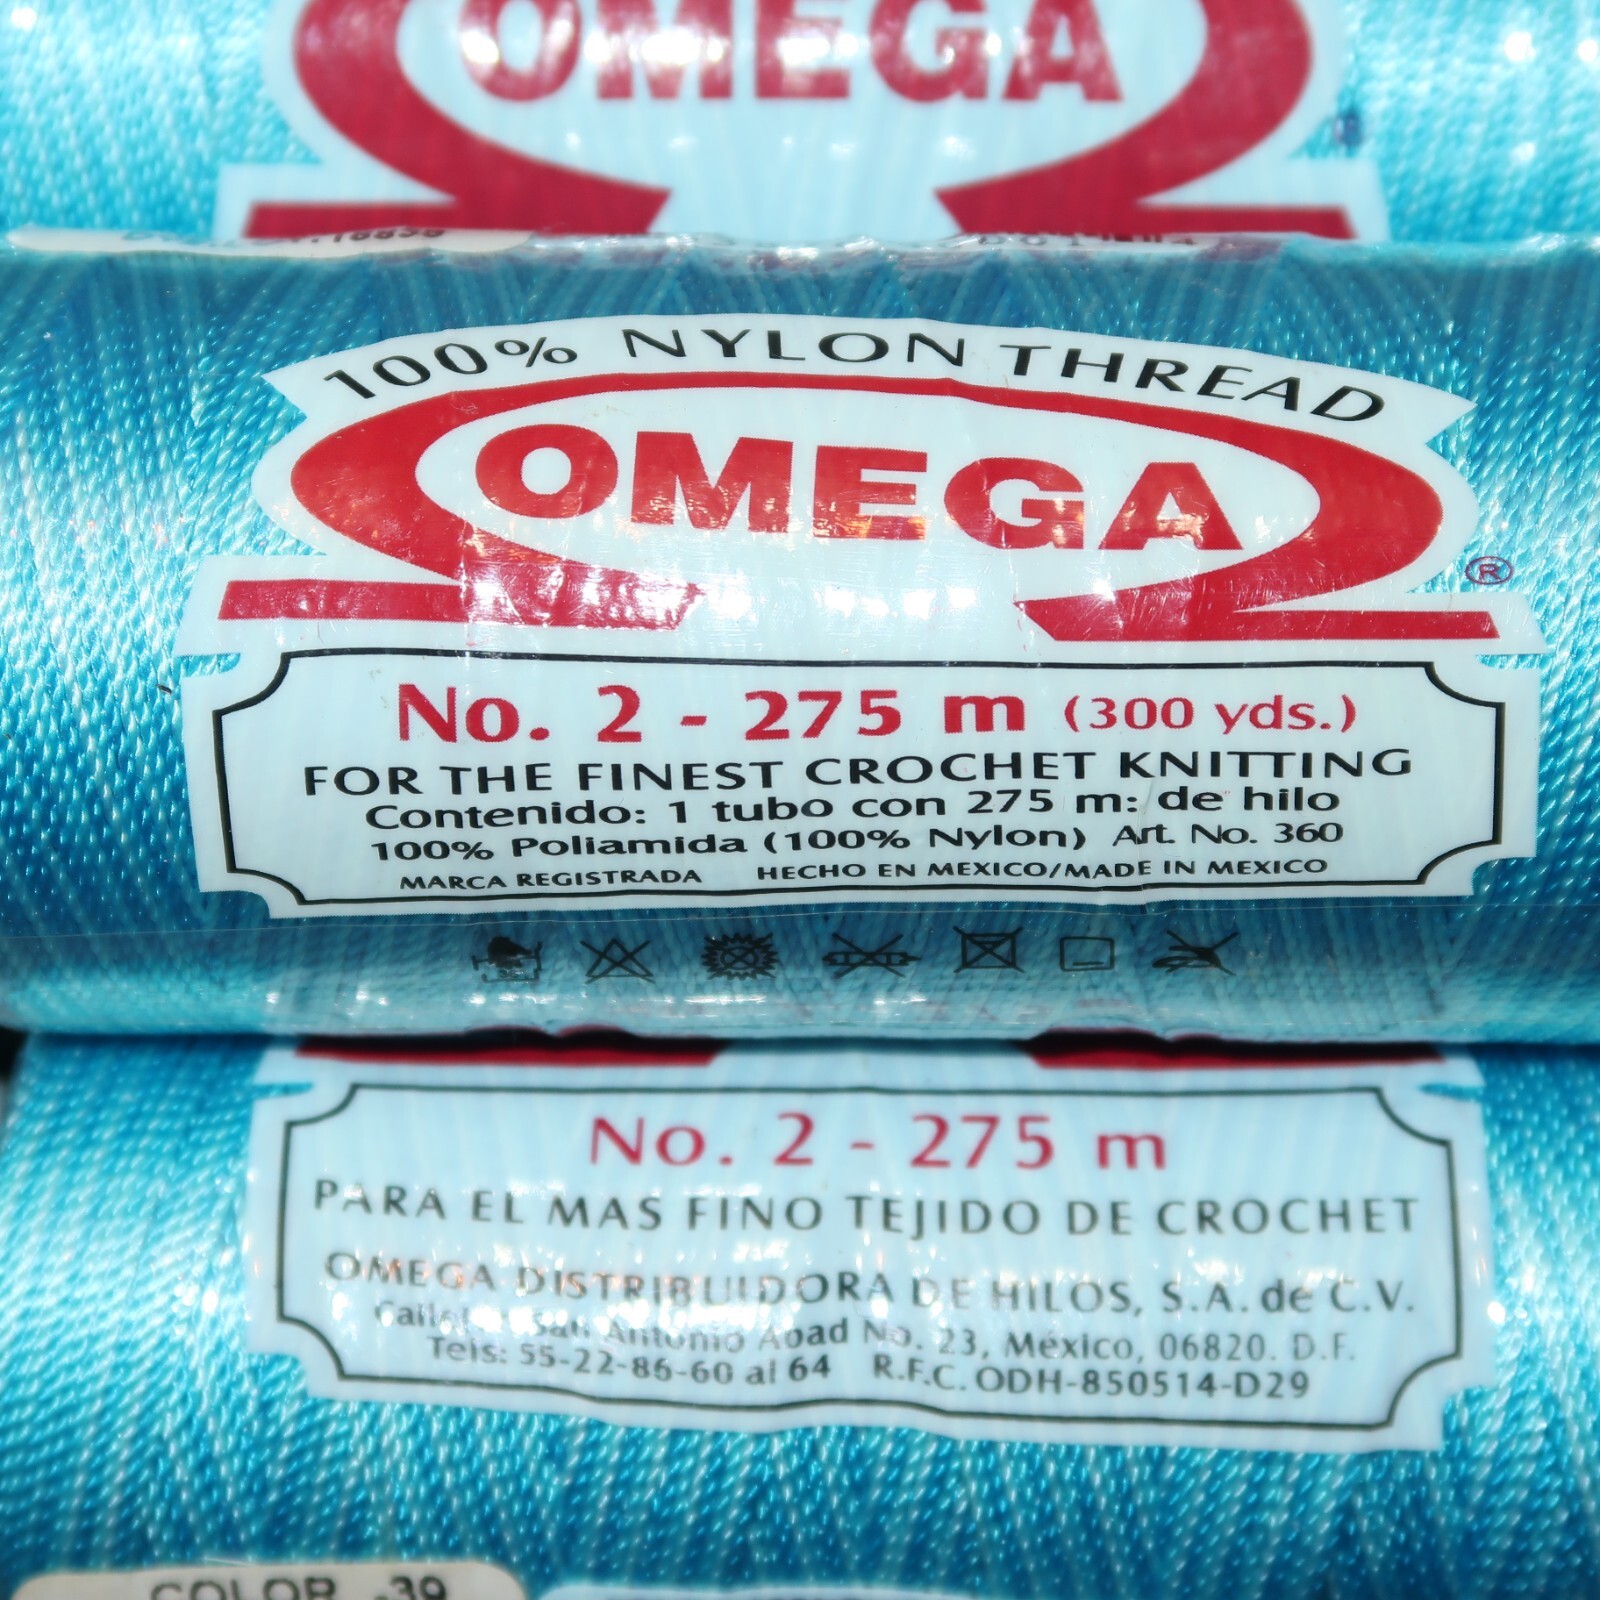 OMEGA
100% NYLON THREAD
OMEGA
®
No. 2 - 275 m (300 yds.)
FOR THE FINEST CROCHET KNITTING
Contenido: 1 tubo con 275 m: de hilo
100% Poliamida (100% Nylon) Art. No. 360
MARCA REGISTRADA HECHO EN MEXICO/MADE IN MEXICO
No. 2 - 275 m
PARA EL MAS FINO TEJIDO DE CROCHET
OMEGA DISTRIBUIDORA DE HILOS, S.A. de C.V.
San Antonio Abad No. 23, México, 06820. D.F.
Tels: 55-22-86-60 al 64 R.F.C. ODH-850514-D29
COLOR